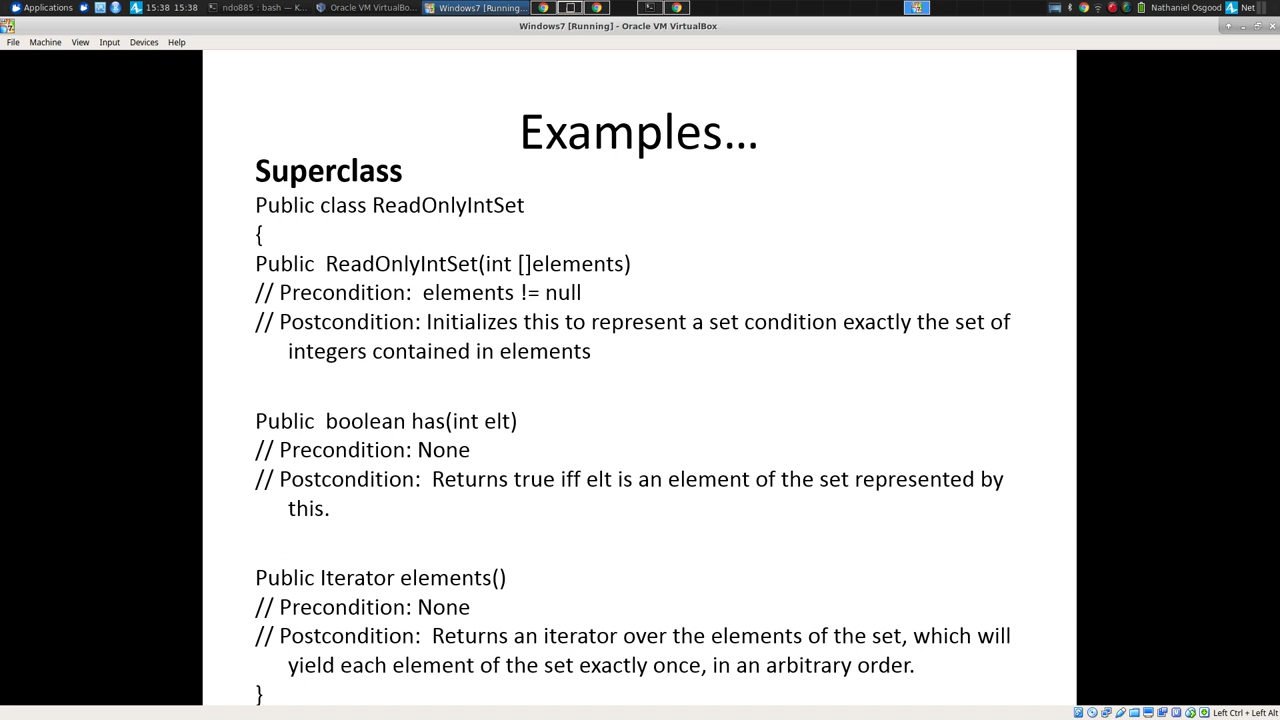 Applications
15:38 15:38
ndo885 : bash — K...
Oracle VM VirtualBo...
Windows7 [Running...
Nathaniel Osgood
Net
Windows7 [Running] - Oracle VM VirtualBox
File Machine View Input Devices Help
Examples...
Superclass
Public class ReadOnlyIntSet
{
Public  ReadOnlyIntSet(int []elements)
// Precondition:  elements != null
// Postcondition: Initializes this to represent a set condition exactly the set of
integers contained in elements
Public  boolean has(int elt)
// Precondition: None
// Postcondition:  Returns true iff elt is an element of the set represented by
this.
Public Iterator elements()
// Precondition: None
// Postcondition:  Returns an iterator over the elements of the set, which will
yield each element of the set exactly once, in an arbitrary order.
}
Left Ctrl + Left Alt